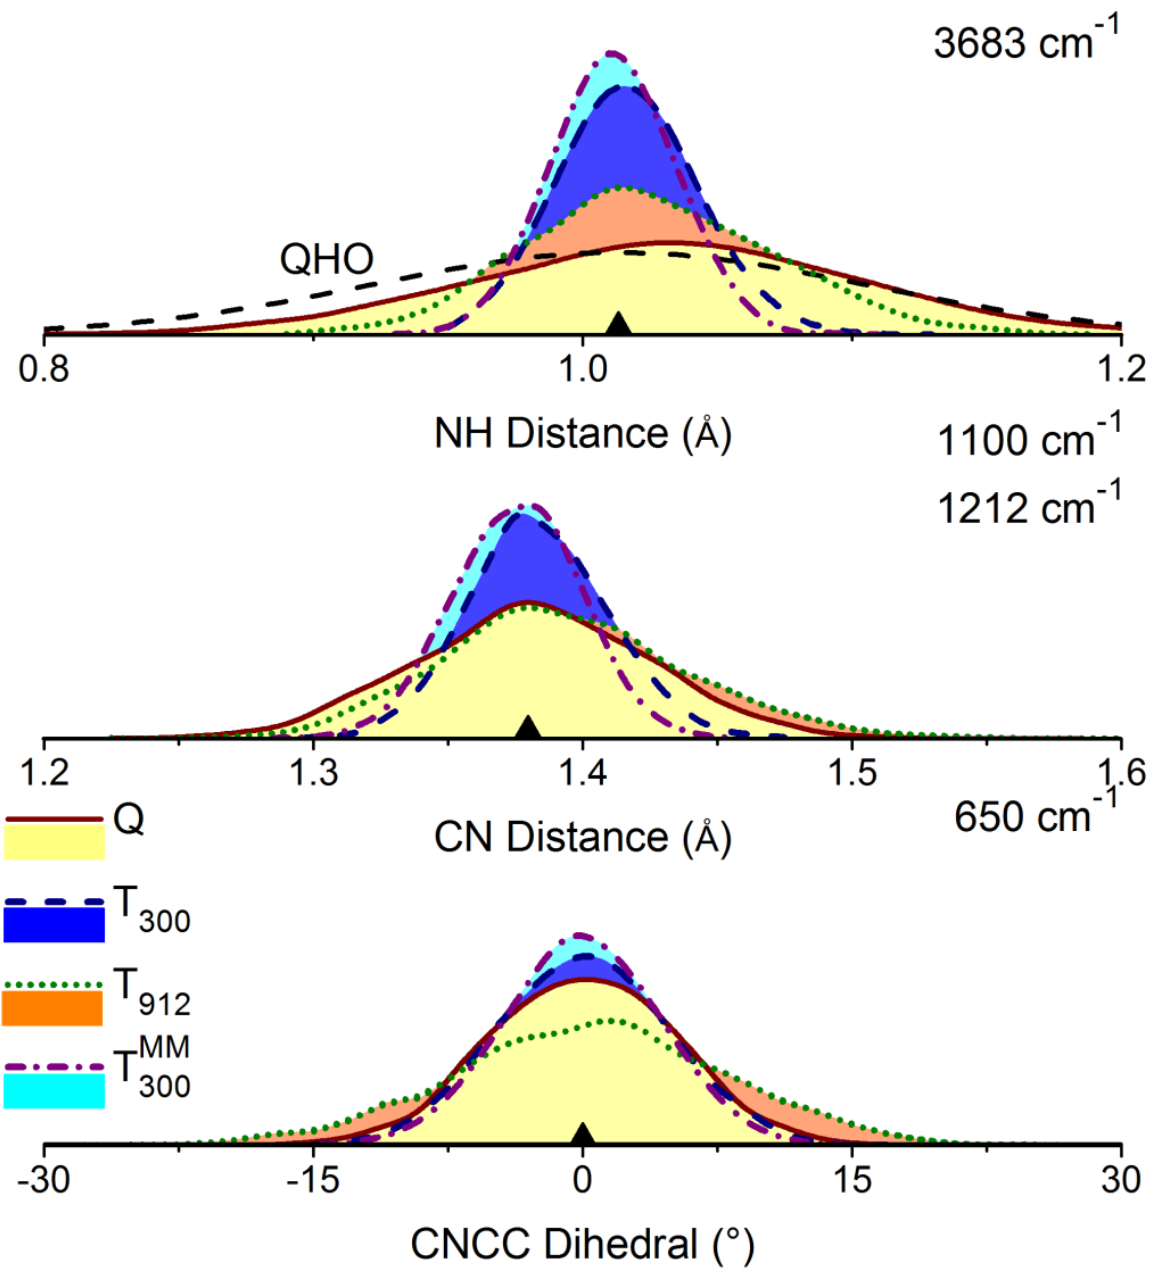 3683 cm⁻¹
QHO
0.8 1.0 1.2
NH Distance (Å)
1100 cm⁻¹
1212 cm⁻¹
1.2 1.3 1.4 1.5 1.6
CN Distance (Å)
650 cm⁻¹
Q
T300
T912
T300MM
-30 -15 0 15 30
CNCC Dihedral (°)